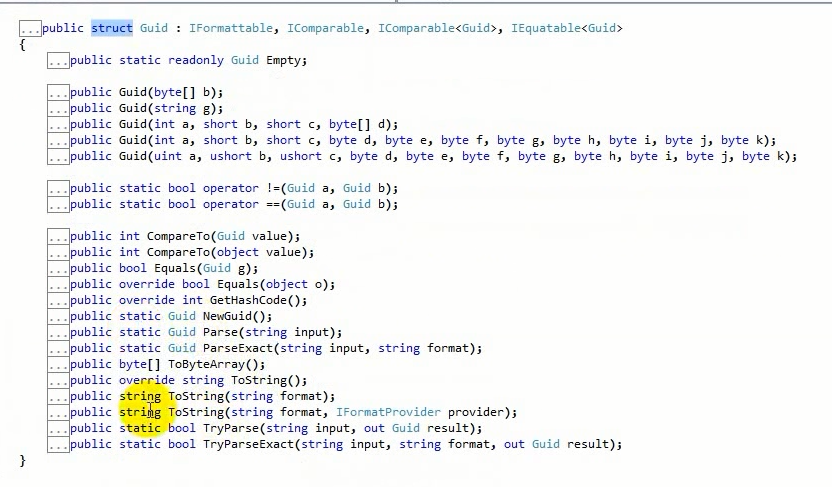 ...public struct Guid : IFormattable, IComparable, IComparable<Guid>, IEquatable<Guid>
{
...public static readonly Guid Empty;
...public Guid(byte[] b);
...public Guid(string g);
...public Guid(int a, short b, short c, byte[] d);
...public Guid(int a, short b, short c, byte d, byte e, byte f, byte g, byte h, byte i, byte j, byte k);
...public Guid(uint a, ushort b, ushort c, byte d, byte e, byte f, byte g, byte h, byte i, byte j, byte k);
...public static bool operator !=(Guid a, Guid b);
...public static bool operator ==(Guid a, Guid b);
...public int CompareTo(Guid value);
...public int CompareTo(object value);
...public bool Equals(Guid g);
...public override bool Equals(object o);
...public override int GetHashCode();
...public static Guid NewGuid();
...public static Guid Parse(string input);
...public static Guid ParseExact(string input, string format);
...public byte[] ToByteArray();
...public override string ToString();
...public string ToString(string format);
...public string ToString(string format, IFormatProvider provider);
...public static bool TryParse(string input, out Guid result);
...public static bool TryParseExact(string input, string format, out Guid result);
}